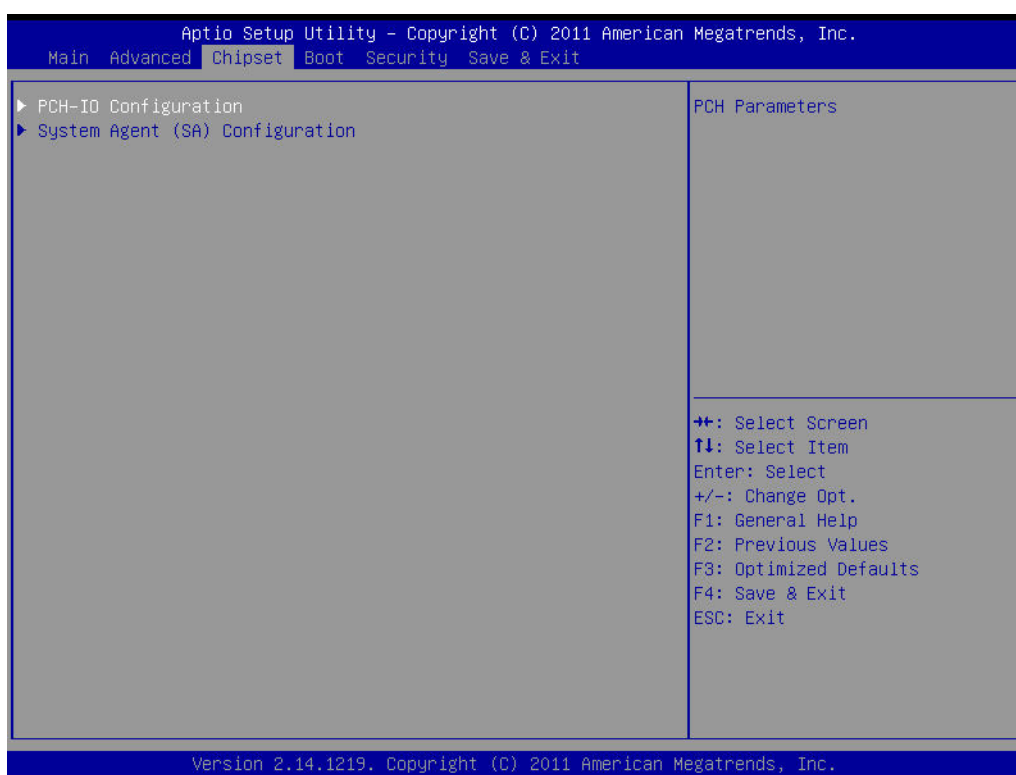 Aptio Setup Utility – Copyright (C) 2011 American Megatrends, Inc.
Main Advanced Chipset Boot Security Save & Exit
PCH-IO Configuration
System Agent (SA) Configuration
PCH Parameters
→←: Select Screen
↑↓: Select Item
Enter: Select
+/-: Change Opt.
F1: General Help
F2: Previous Values
F3: Optimized Defaults
F4: Save & Exit
ESC: Exit
Version 2.14.1219. Copyright (C) 2011 American Megatrends, Inc.